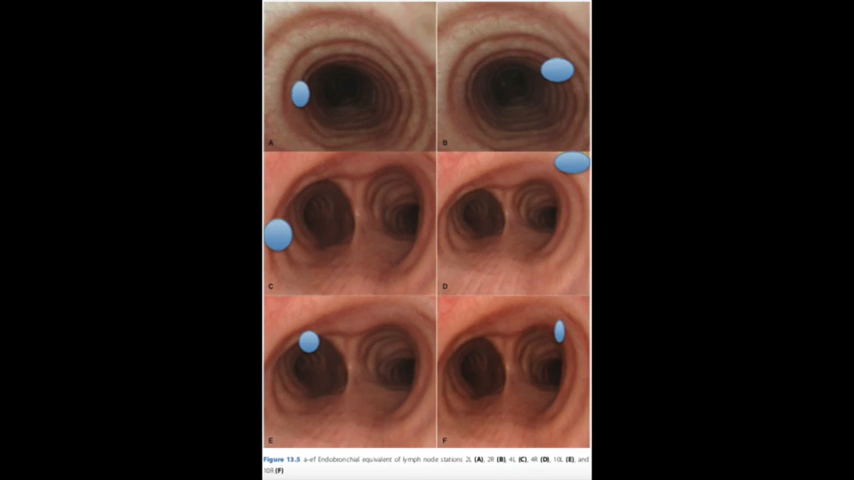 A
B
C
D
E
F
Figure 13.5 a-ef Endobronchial equivalent of lymph node stations 2L (A), 2R (B), 4L (C), 4R (D), 10L (E), and
10R (F)